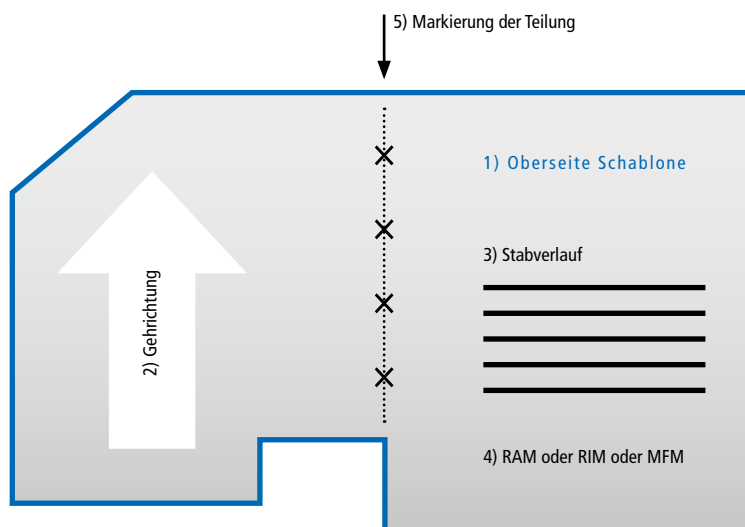 5) Markierung der Teilung
1) Oberseite Schablone
2) Gehrichtung
3) Stabverlauf
4) RAM oder RIM oder MFM